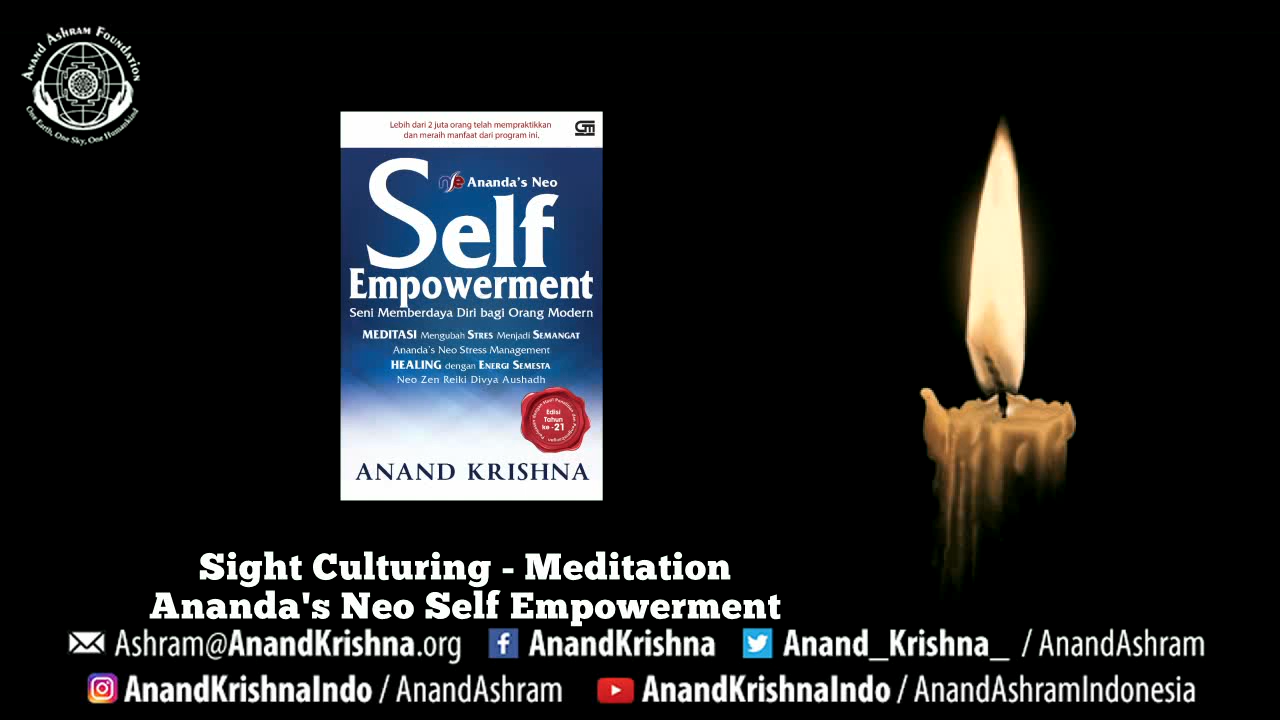 ANAND ASHRAM FOUNDATION
One Earth, One Sky, One Humankind
Lebih dari 2 juta orang telah mempraktikkan
dan meraih manfaat dari program ini.
GM
nse Ananda's Neo
Self
Empowerment
Seni Memberdaya Diri bagi Orang Modern
MEDITASI Mengubah STRES Menjadi SEMANGAT
Ananda's Neo Stress Management
HEALING dengan ENERGI SEMESTA
Neo Zen Reiki Divya Aushadh
Edisi
Tahun
ke - 21
ANAND KRISHNA
Sight Culturing - Meditation
Ananda's Neo Self Empowerment
Ashram@AnandKrishna.org AnandKrishna Anand_Krishna_ / AnandAshram
AnandKrishnaIndo / AnandAshram AnandKrishnaIndo / AnandAshramIndonesia